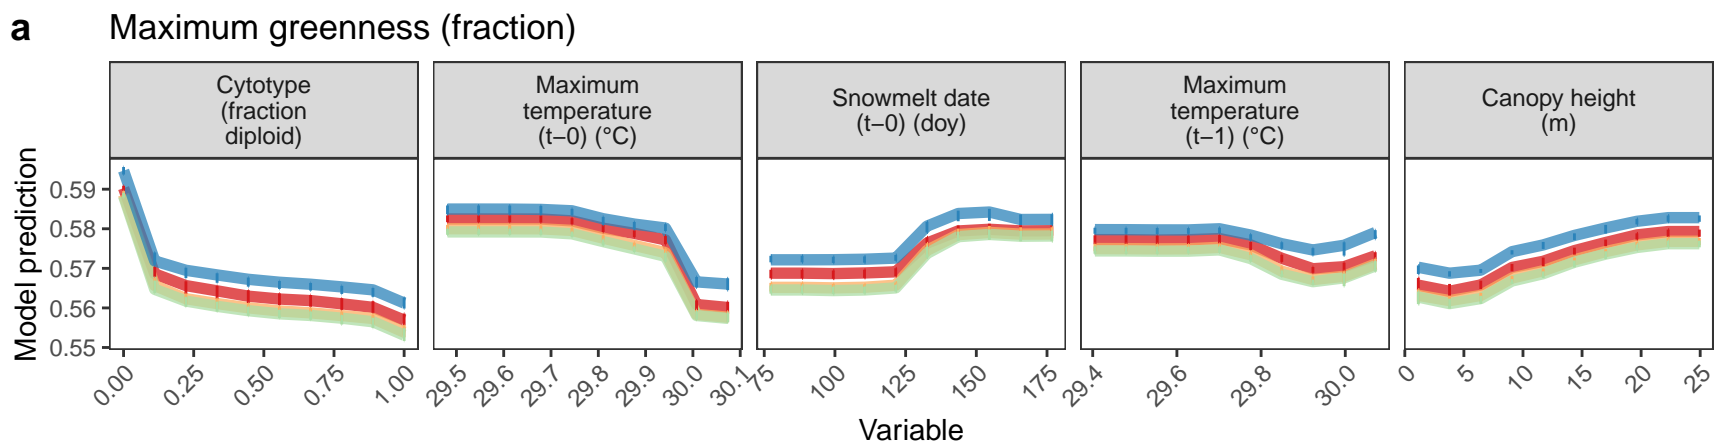 a Maximum greenness (fraction)
Cytotype
(fraction
diploid)
Maximum
temperature
(t−0) (°C)
Snowmelt date
(t−0) (doy)
Maximum
temperature
(t−1) (°C)
Canopy height
(m)
Model prediction
0.59
0.58
0.57
0.56
0.55
0.00 0.25 0.50 0.75 1.00
29.5 29.6 29.7 29.8 29.9 30.0 30.1
75 100 125 150 175
29.4 29.6 29.8 30.0
0 5 10 15 20 25
Variable